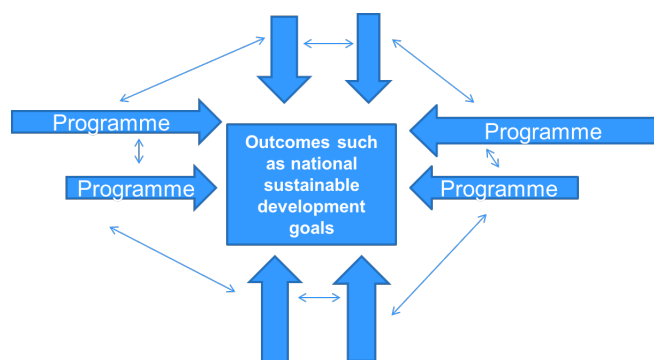 Programme
Programme
Outcomes such
as national
sustainable
development
goals
Programme
Programme